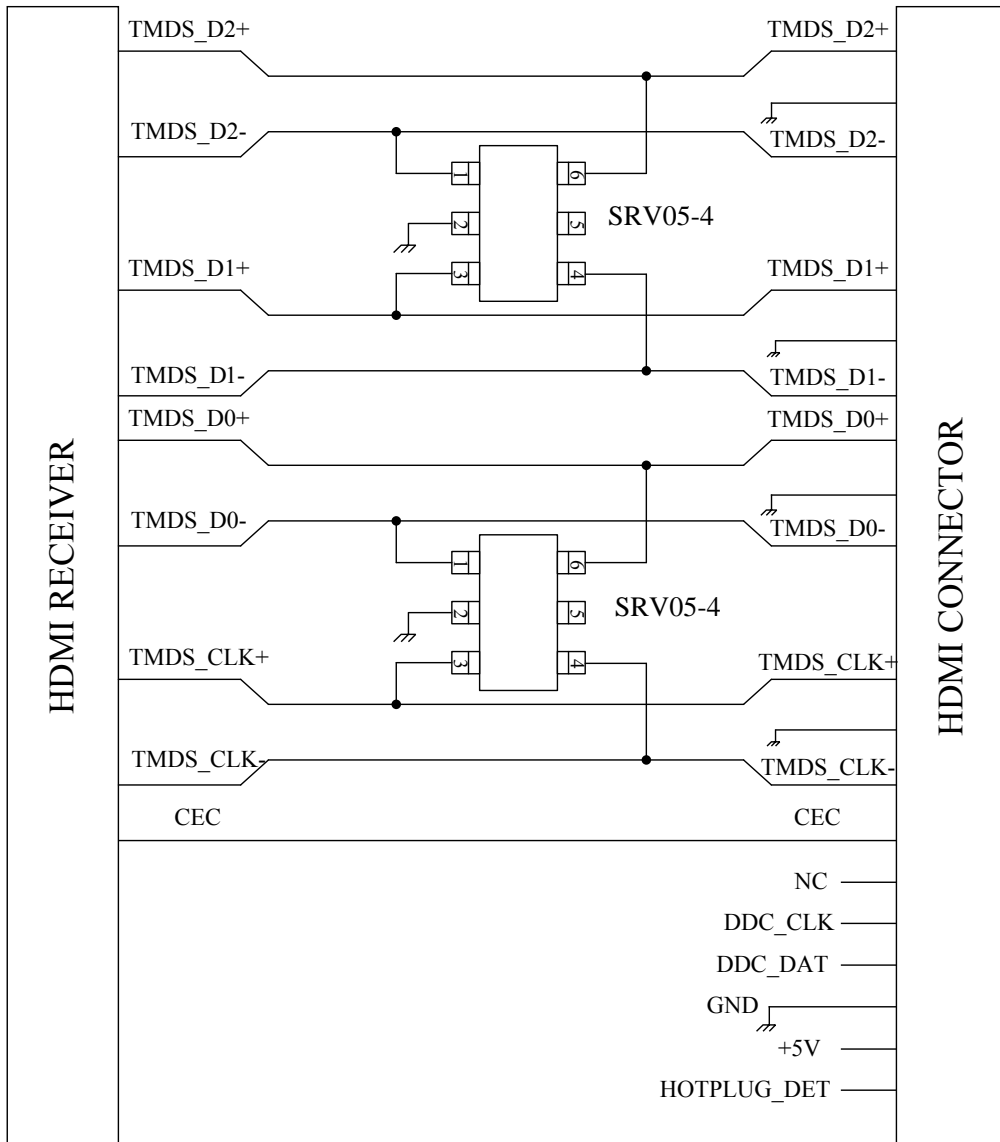 TMDS_D2+ TMDS_D2+
TMDS_D2- TMDS_D2-
1 6
2 5 SRV05-4
3 4
TMDS_D1+ TMDS_D1+
TMDS_D1- TMDS_D1-
TMDS_D0+ TMDS_D0+
TMDS_D0- TMDS_D0-
1 6
2 5 SRV05-4
3 4
TMDS_CLK+ TMDS_CLK+
TMDS_CLK- TMDS_CLK-
CEC CEC
NC
DDC_CLK
DDC_DAT
GND
+5V
HOTPLUG_DET
HDMI RECEIVER
HDMI CONNECTOR